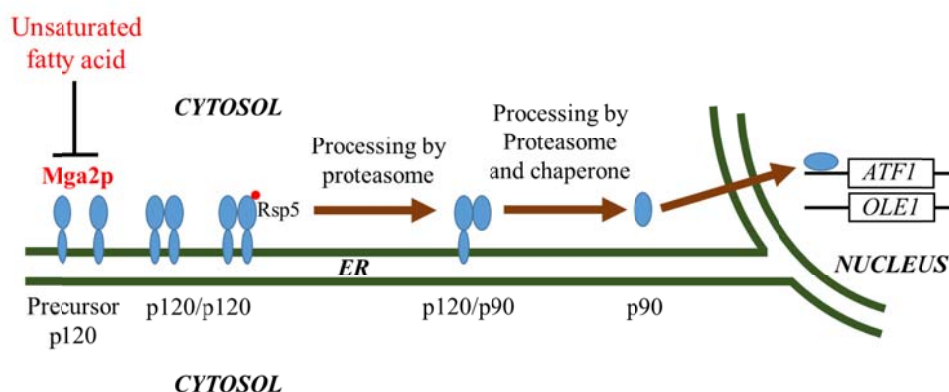 Unsaturated
fatty acid
CYTOSOL
Mga2p
Rsp5
Processing by
proteasome
Processing by
Proteasome
and chaperone
ATF1
OLE1
ER
NUCLEUS
Precursor
p120
p120/p120
p120/p90
p90
CYTOSOL